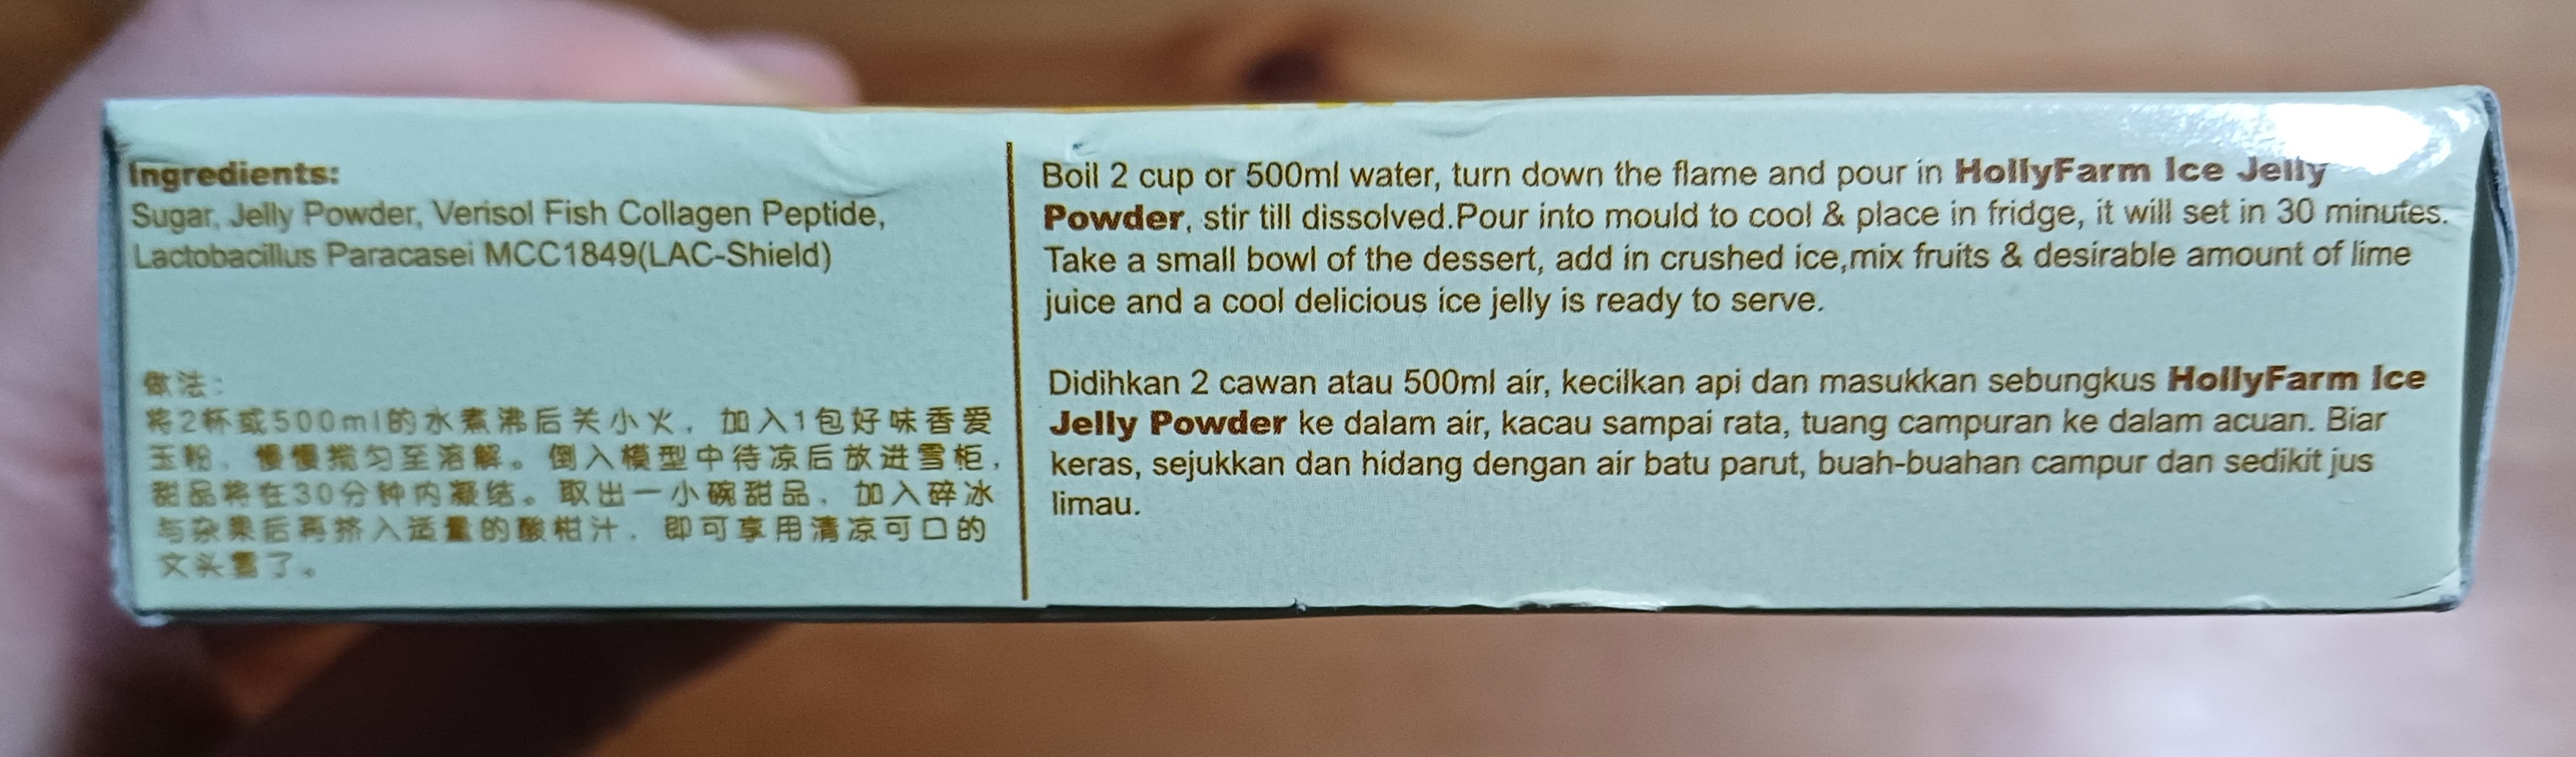 Ingredients:
Sugar, Jelly Powder, Verisol Fish Collagen Peptide,
Lactobacillus Paracasei MCC1849(LAC-Shield)
做法：
将2杯或500ml的水煮沸后关小火，加入1包好味香爱
玉粉，慢慢搅匀至溶解。倒入模型中待凉后放进雪柜，
甜品将在30分钟内凝结。取出一小碗甜品，加入碎冰
与杂果后再挤入适量的酸柑汁，即可享用清凉可口的
文头雪了。
Boil 2 cup or 500ml water, turn down the flame and pour in HollyFarm Ice Jelly
Powder, stir till dissolved.Pour into mould to cool & place in fridge, it will set in 30 minutes.
Take a small bowl of the dessert, add in crushed ice,mix fruits & desirable amount of lime
juice and a cool delicious ice jelly is ready to serve.
Didihkan 2 cawan atau 500ml air, kecilkan api dan masukkan sebungkus HollyFarm Ice
Jelly Powder ke dalam air, kacau sampai rata, tuang campuran ke dalam acuan. Biar
keras, sejukkan dan hidang dengan air batu parut, buah-buahan campur dan sedikit jus
limau.